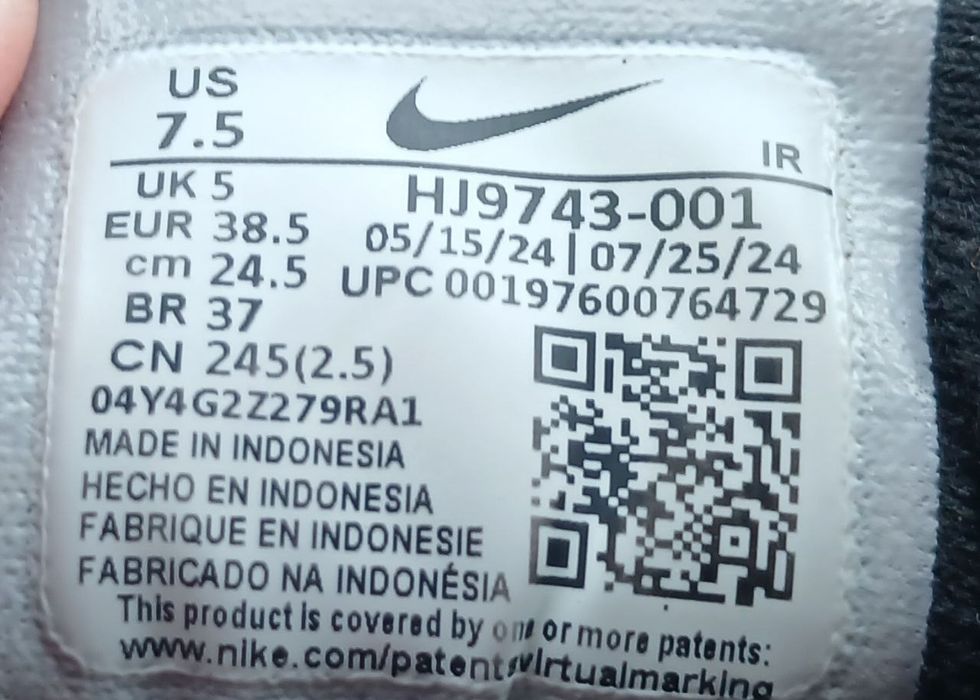 US
7.5
IR
UK 5
HJ9743-001
EUR 38.5
05/15/24 | 07/25/24
cm 24.5
UPC 00197600764729
BR 37
CN 245(2.5)
04Y4G2Z279RA1
MADE IN INDONESIA
HECHO EN INDONESIA
FABRIQUE EN INDONESIE
FABRICADO NA INDONÉSIA
This product is covered by one or more patents:
www.nike.com/patentsvirtualmarking